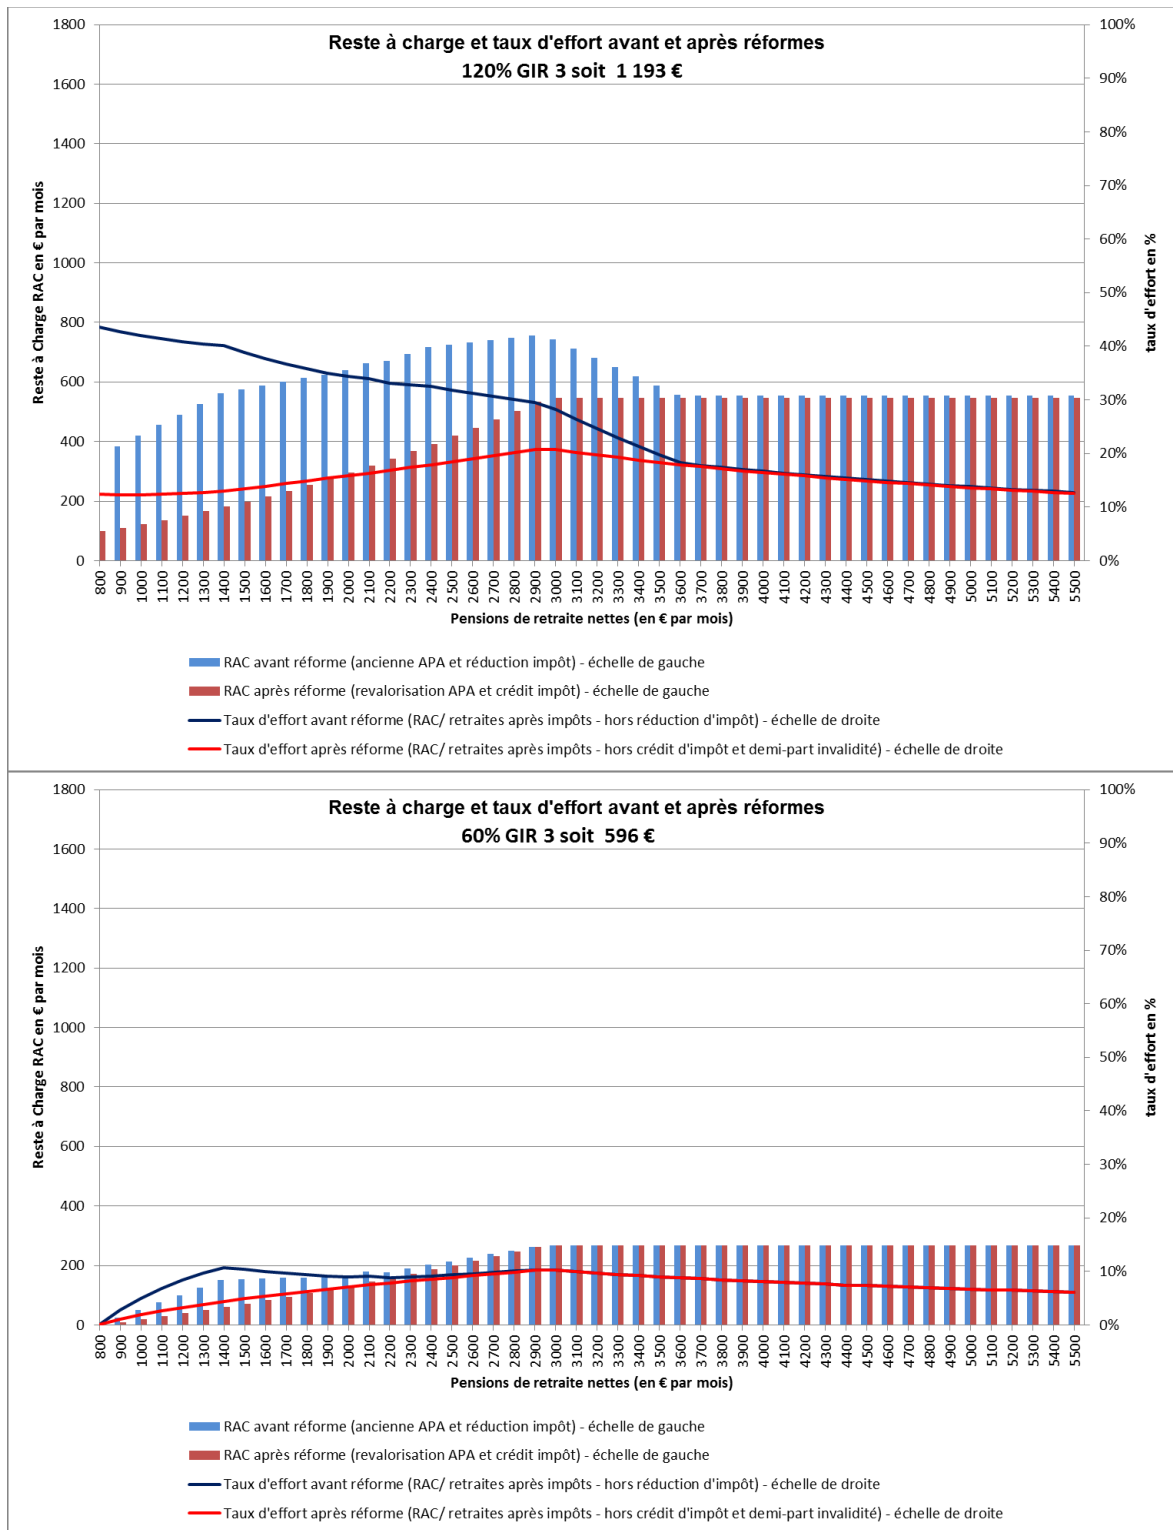 Reste à charge et taux d'effort avant et après réformes
120% GIR 3 soit 1 193 €
Reste à Charge RAC en € par mois
1800
1600
1400
1200
1000
800
600
400
200
0
100%
90%
80%
70%
60%
50%
40%
30%
20%
10%
0%
taux d'effort en %
800 900 1000 1100 1200 1300 1400 1500 1600 1700 1800 1900 2000 2100 2200 2300 2400 2500 2600 2700 2800 2900 3000 3100 3200 3300 3400 3500 3600 3700 3800 3900 4000 4100 4200 4300 4400 4500 4600 4700 4800 4900 5000 5100 5200 5300 5400 5500
Pensions de retraite nettes (en € par mois)
RAC avant réforme (ancienne APA et réduction impôt) - échelle de gauche
RAC après réforme (revalorisation APA et crédit impôt) - échelle de gauche
Taux d'effort avant réforme (RAC/ retraites après impôts - hors réduction d'impôt) - échelle de droite
Taux d'effort après réforme (RAC/ retraites après impôts - hors crédit d'impôt et demi-part invalidité) - échelle de droite
Reste à charge et taux d'effort avant et après réformes
60% GIR 3 soit 596 €
Reste à Charge RAC en € par mois
1800
1600
1400
1200
1000
800
600
400
200
0
100%
90%
80%
70%
60%
50%
40%
30%
20%
10%
0%
taux d'effort en %
800 900 1000 1100 1200 1300 1400 1500 1600 1700 1800 1900 2000 2100 2200 2300 2400 2500 2600 2700 2800 2900 3000 3100 3200 3300 3400 3500 3600 3700 3800 3900 4000 4100 4200 4300 4400 4500 4600 4700 4800 4900 5000 5100 5200 5300 5400 5500
Pensions de retraite nettes (en € par mois)
RAC avant réforme (ancienne APA et réduction impôt) - échelle de gauche
RAC après réforme (revalorisation APA et crédit impôt) - échelle de gauche
Taux d'effort avant réforme (RAC/ retraites après impôts - hors réduction d'impôt) - échelle de droite
Taux d'effort après réforme (RAC/ retraites après impôts - hors crédit d'impôt et demi-part invalidité) - échelle de droite